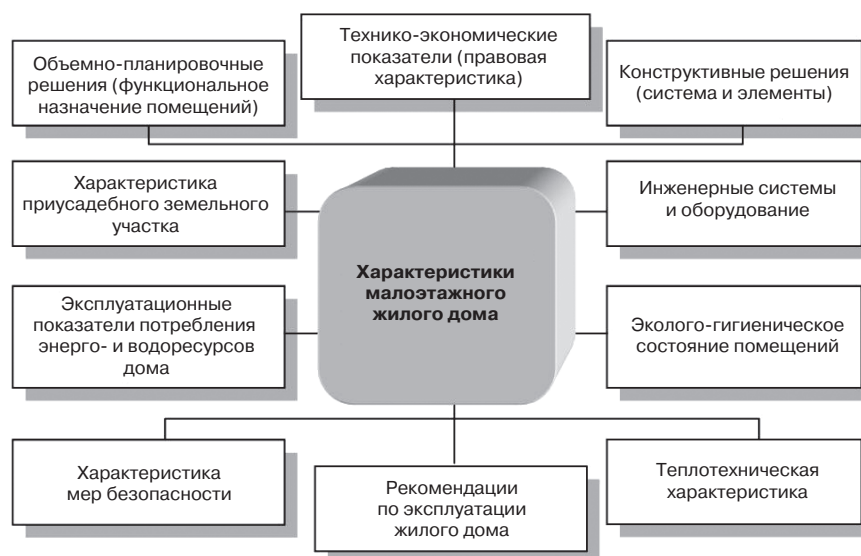 Объемно-планировочные
решения (функциональное
назначение помещений)
Технико-экономические
показатели (правовая
характеристика)
Конструктивные решения
(система и элементы)
Характеристика
приусадебного земельного
участка
Инженерные системы
и оборудование
Характеристики
малоэтажного
жилого дома
Эксплуатационные
показатели потребления
энерго- и водоресурсов
дома
Эколого-гигиеническое
состояние помещений
Характеристика
мер безопасности
Рекомендации
по эксплуатации
жилого дома
Теплотехническая
характеристика